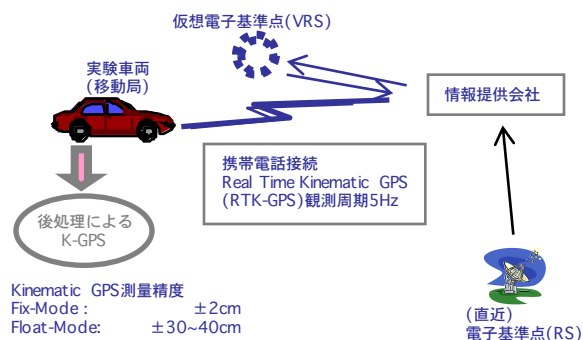 仮想電子基準点(VRS)
実験車両
(移動局)
情報提供会社
携帯電話接続
Real Time Kinematic GPS
(RTK-GPS)観測周期5Hz
後処理による
K-GPS
Kinematic GPS測量精度
Fix-Mode : ±2cm
Float-Mode: ±30~40cm
(直近)
電子基準点(RS)